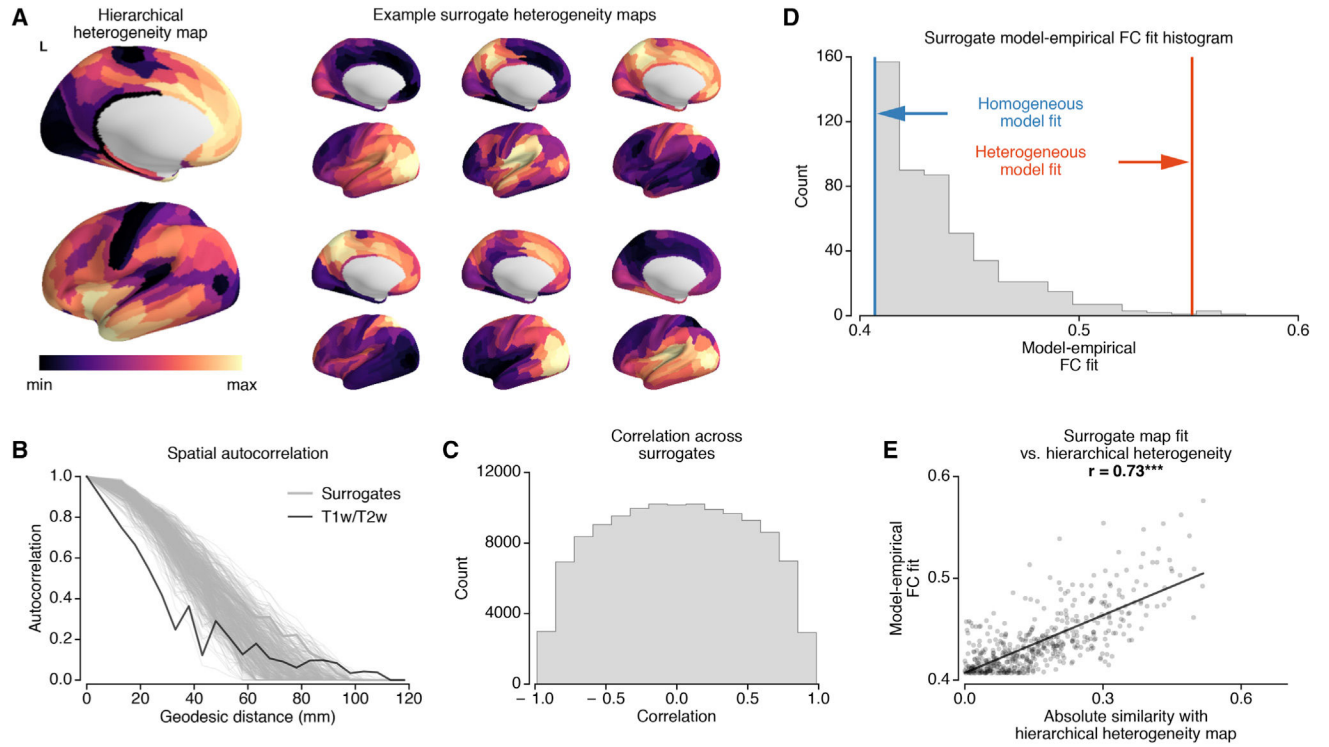 A
Hierarchical
heterogeneity map
L
min
max
Example surrogate heterogeneity maps
D
Surrogate model-empirical FC fit histogram
160
120
80
40
0
Count
Homogeneous
model fit
Heterogeneous
model fit
0.4
0.5
0.6
Model-empirical
FC fit
B
Spatial autocorrelation
1.0
0.8
0.6
0.4
0.2
0.0
Autocorrelation
Surrogates
T1w/T2w
0
20
40
60
80
100
120
Geodesic distance (mm)
C
Correlation across
surrogates
12000
8000
4000
0
Count
– 1.0
– 0.5
0.0
0.5
1.0
Correlation
E
Surrogate map fit
vs. hierarchical heterogeneity
r = 0.73***
0.6
0.5
0.4
Model-empirical
FC fit
0.0
0.3
0.6
Absolute similarity with
hierarchical heterogeneity map